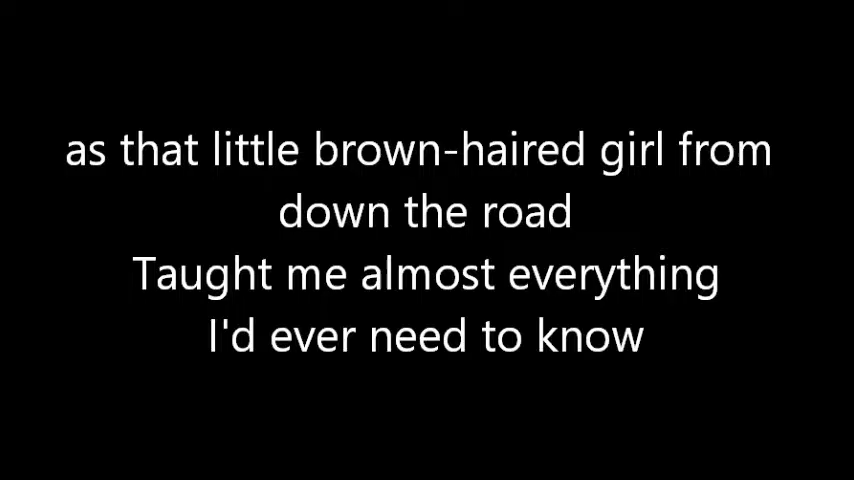 as that little brown-haired girl from
down the road
Taught me almost everything
I'd ever need to know